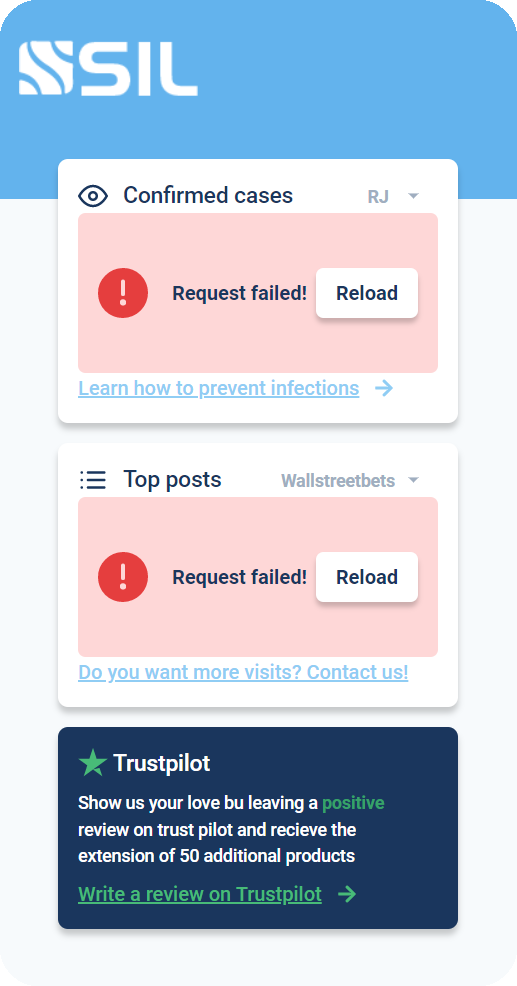 SIL
Confirmed cases
RJ
Request failed!
Reload
Learn how to prevent infections
Top posts
Wallstreetbets
Request failed!
Reload
Do you want more visits? Contact us!
Trustpilot
Show us your love bu leaving a positive
review on trust pilot and recieve the
extension of 50 additional products
Write a review on Trustpilot